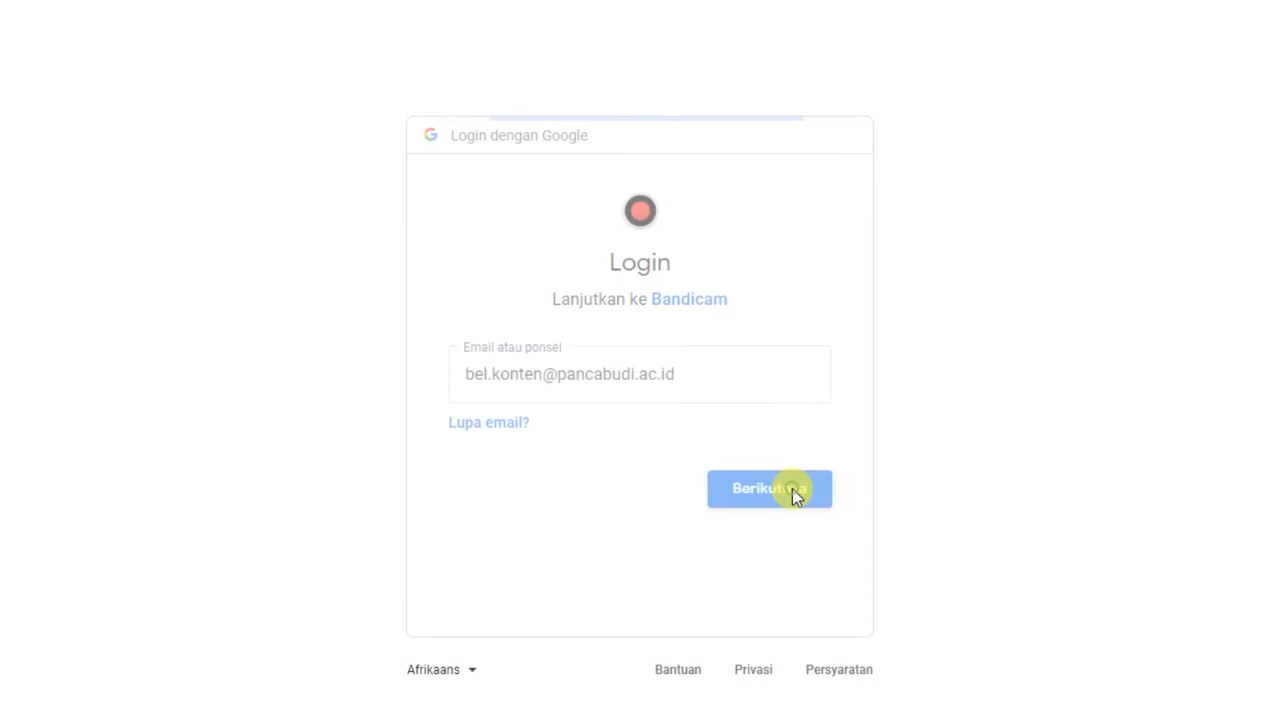 Login dengan Google
Login
Lanjutkan ke Bandicam
Email atau ponsel
bel.konten@pancabudi.ac.id
Lupa email?
Afrikaans
Bantuan
Privasi
Persyaratan